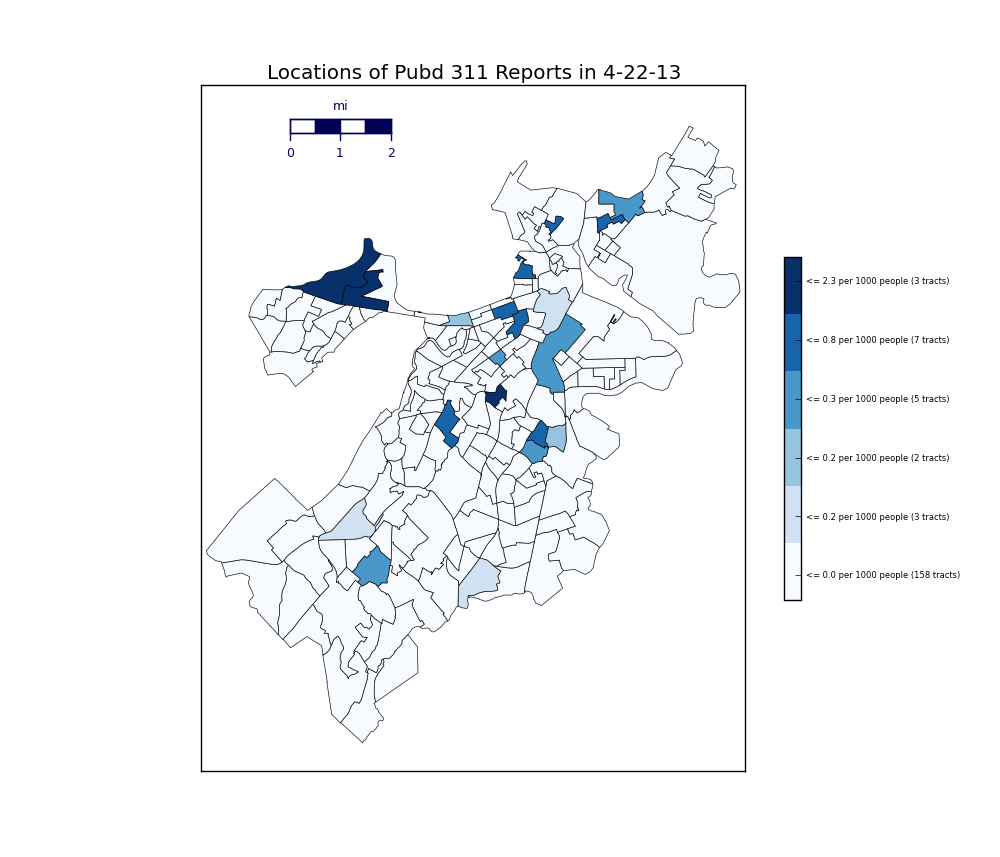 Locations of Pubd 311 Reports in 4-22-13
mi
0 1 2
<= 2.3 per 1000 people (3 tracts)
<= 0.8 per 1000 people (7 tracts)
<= 0.3 per 1000 people (5 tracts)
<= 0.2 per 1000 people (2 tracts)
<= 0.2 per 1000 people (3 tracts)
<= 0.0 per 1000 people (158 tracts)